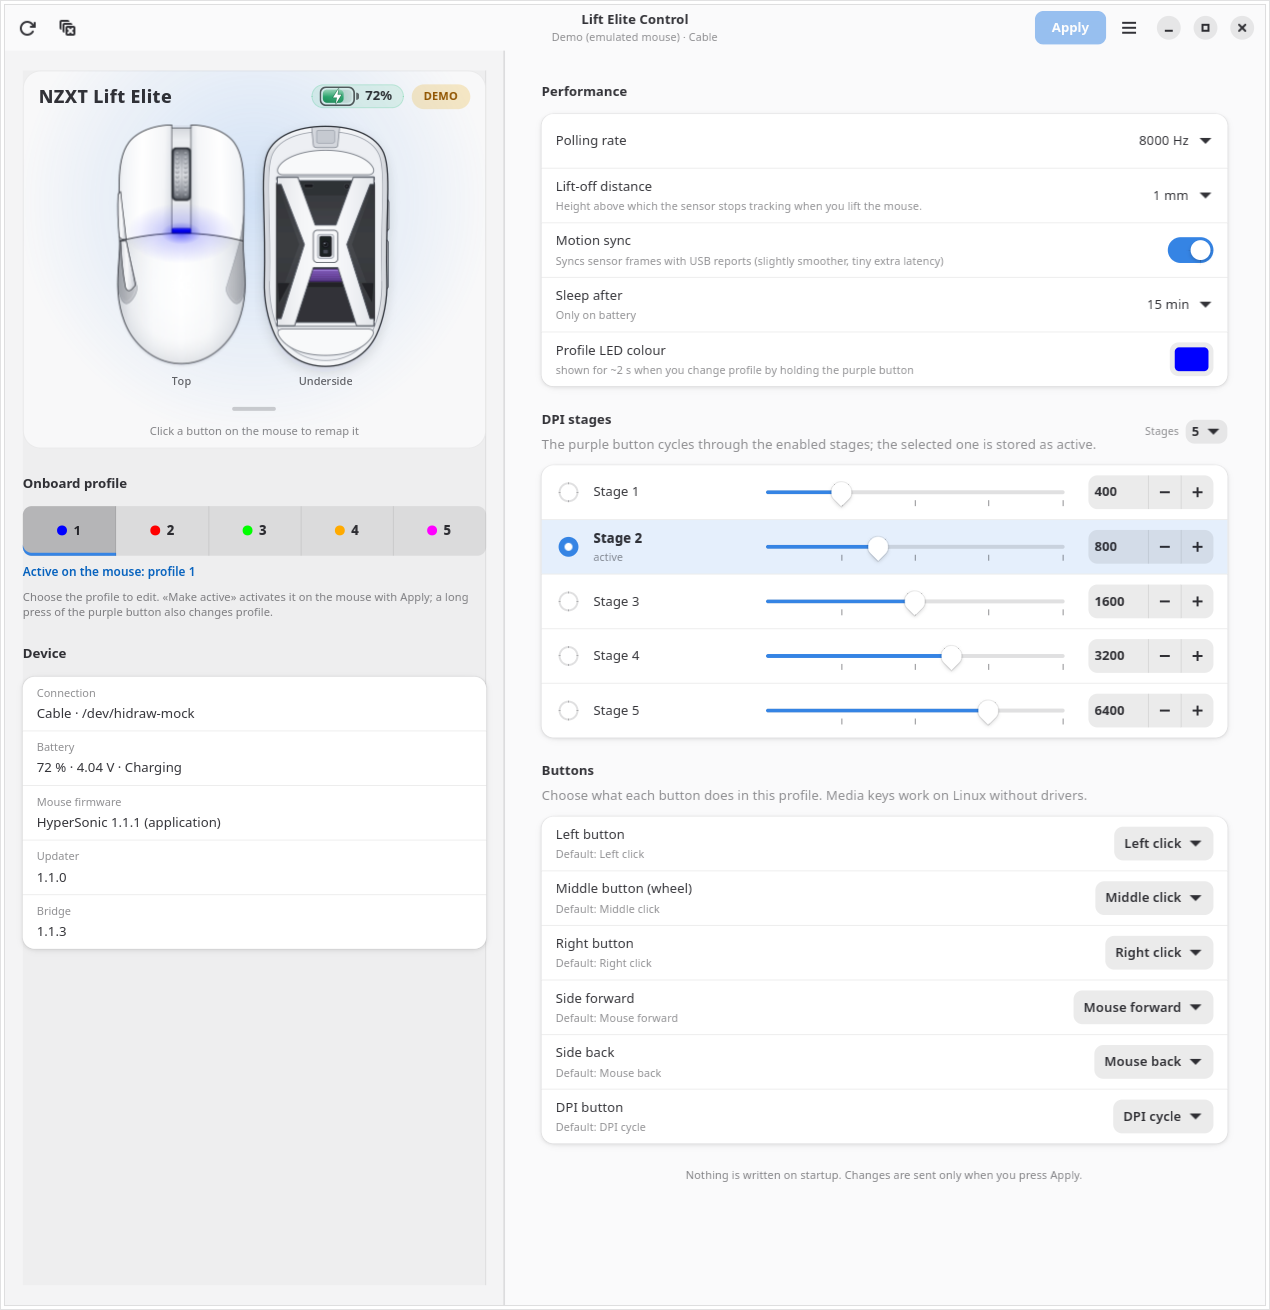 Lift Elite Control
Demo (emulated mouse) · Cable
Apply
NZXT Lift Elite
72%
DEMO
Top
Underside
Click a button on the mouse to remap it
Onboard profile
1
2
3
4
5
Active on the mouse: profile 1
Choose the profile to edit. «Make active» activates it on the mouse with Apply; a long
press of the purple button also changes profile.
Device
Connection
Cable · /dev/hidraw-mock
Battery
72 % · 4.04 V · Charging
Mouse firmware
HyperSonic 1.1.1 (application)
Updater
1.1.0
Bridge
1.1.3
Performance
Polling rate
8000 Hz
Lift-off distance
Height above which the sensor stops tracking when you lift the mouse.
1 mm
Motion sync
Syncs sensor frames with USB reports (slightly smoother, tiny extra latency)
Sleep after
Only on battery
15 min
Profile LED colour
shown for ~2 s when you change profile by holding the purple button
DPI stages
The purple button cycles through the enabled stages; the selected one is stored as active.
Stages
5
Stage 1
400
Stage 2
active
800
Stage 3
1600
Stage 4
3200
Stage 5
6400
Buttons
Choose what each button does in this profile. Media keys work on Linux without drivers.
Left button
Default: Left click
Left click
Middle button (wheel)
Default: Middle click
Middle click
Right button
Default: Right click
Right click
Side forward
Default: Mouse forward
Mouse forward
Side back
Default: Mouse back
Mouse back
DPI button
Default: DPI cycle
DPI cycle
Nothing is written on startup. Changes are sent only when you press Apply.